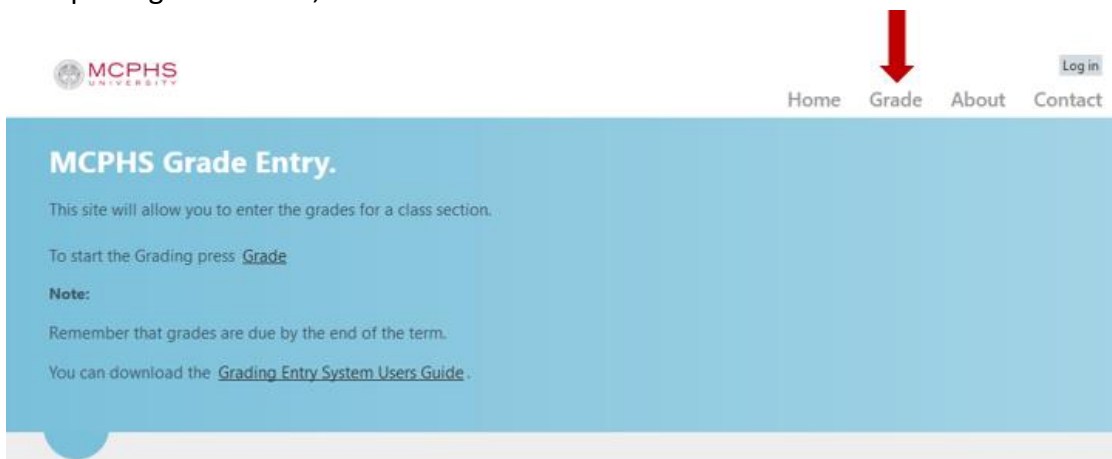 MCPHS
UNIVERSITY
Log in
Home Grade About Contact
MCPHS Grade Entry.
This site will allow you to enter the grades for a class section.
To start the Grading press Grade
Note:
Remember that grades are due by the end of the term.
You can download the Grading Entry System Users Guide.